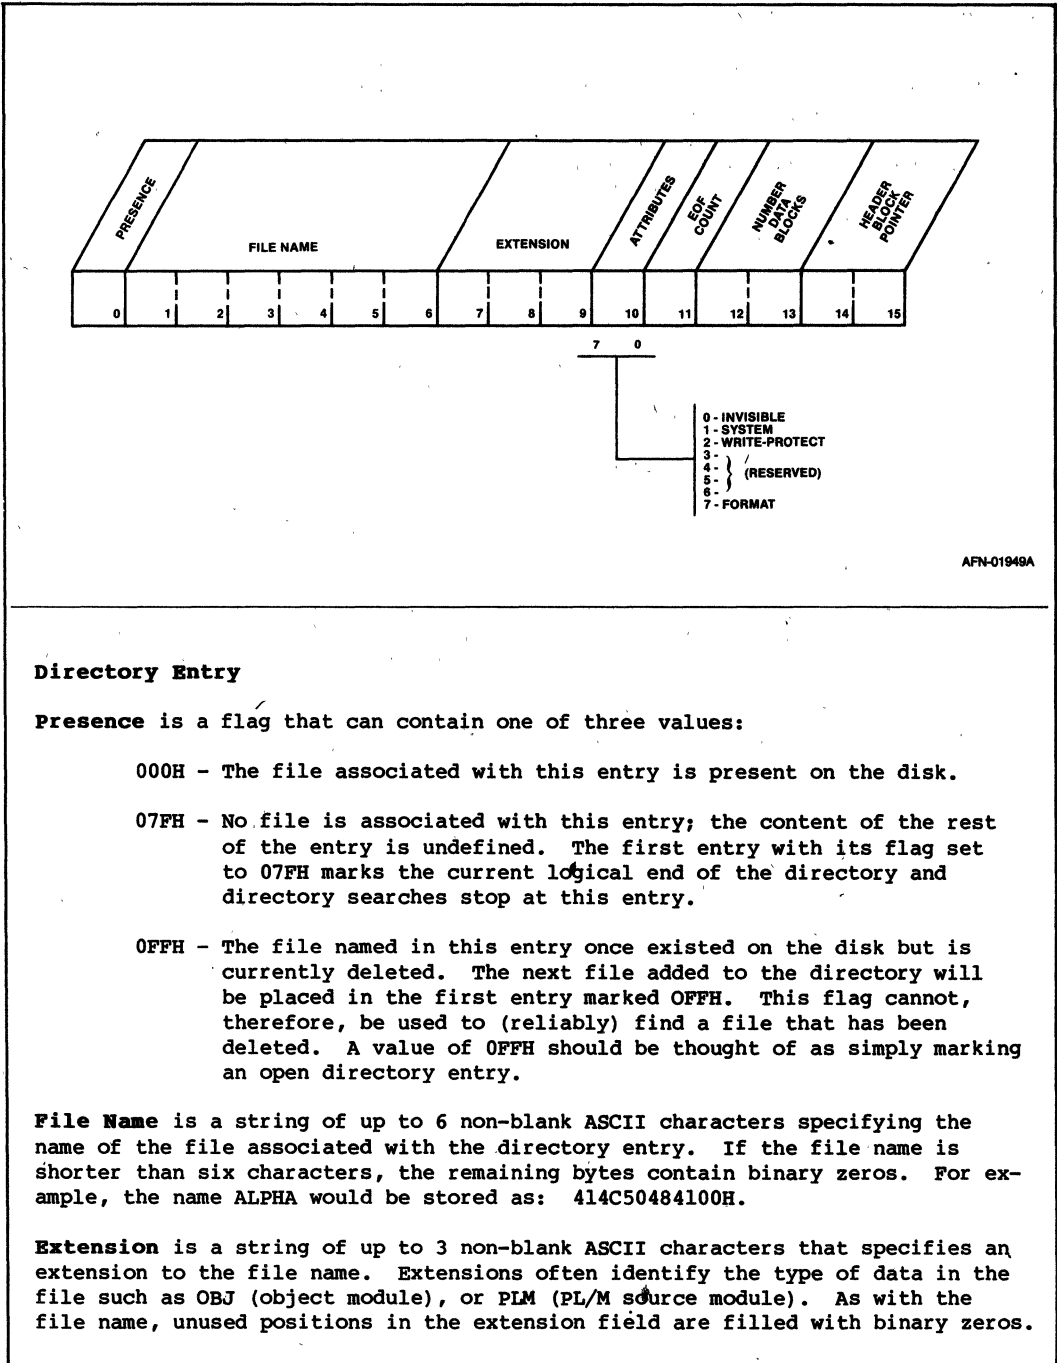 PRESENCE
FILE NAME
EXTENSION
ATTRIBUTES
EOF
COUNT
NUMBER
DATA
BLOCKS
HEADER
BLOCK
POINTER
0 1 2 3 4 5 6 7 8 9 10 11 12 13 14 15
7 0
0 - INVISIBLE
1 - SYSTEM
2 - WRITE-PROTECT
3 -
4 - (RESERVED)
5 -
6 -
7 - FORMAT
AFN-01949A
Directory Entry
Presence is a flag that can contain one of three values:
000H - The file associated with this entry is present on the disk.
07FH - No file is associated with this entry; the content of the rest
of the entry is undefined. The first entry with its flag set
to 07FH marks the current logical end of the directory and
directory searches stop at this entry.
0FFH - The file named in this entry once existed on the disk but is
currently deleted. The next file added to the directory will
be placed in the first entry marked OFFH. This flag cannot,
therefore, be used to (reliably) find a file that has been
deleted. A value of 0FFH should be thought of as simply marking
an open directory entry.
File Name is a string of up to 6 non-blank ASCII characters specifying the
name of the file associated with the directory entry. If the file name is
shorter than six characters, the remaining bytes contain binary zeros. For ex-
ample, the name ALPHA would be stored as: 414C50484100H.
Extension is a string of up to 3 non-blank ASCII characters that specifies an
extension to the file name. Extensions often identify the type of data in the
file such as OBJ (object module), or PLM (PL/M source module). As with the
file name, unused positions in the extension field are filled with binary zeros.